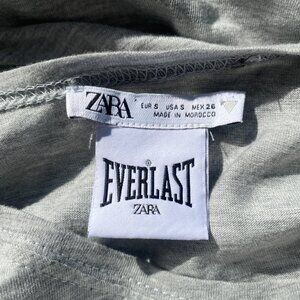 ZARA
EUR S USA S MEX 26
MADE IN MOROCCO
®
EVERLAST
ZARA